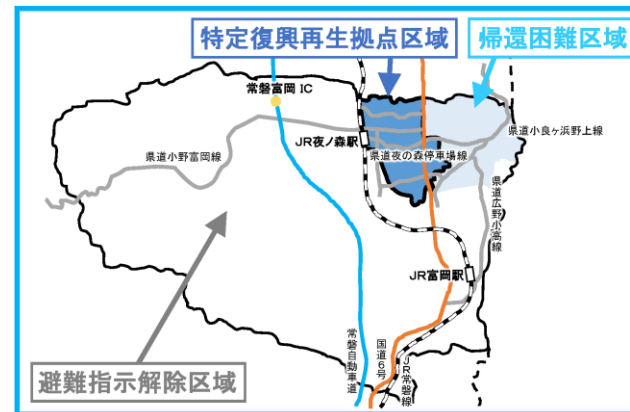 特定復興再生拠点区域
帰還困難区域
常磐富岡IC
県道小良ヶ浜野上線
JR夜ノ森駅
県道夜の森停車場線
県道小野富岡線
県道広野小高線
JR富岡駅
避難指示解除区域
常磐自動車道
国道6号
JR常磐線